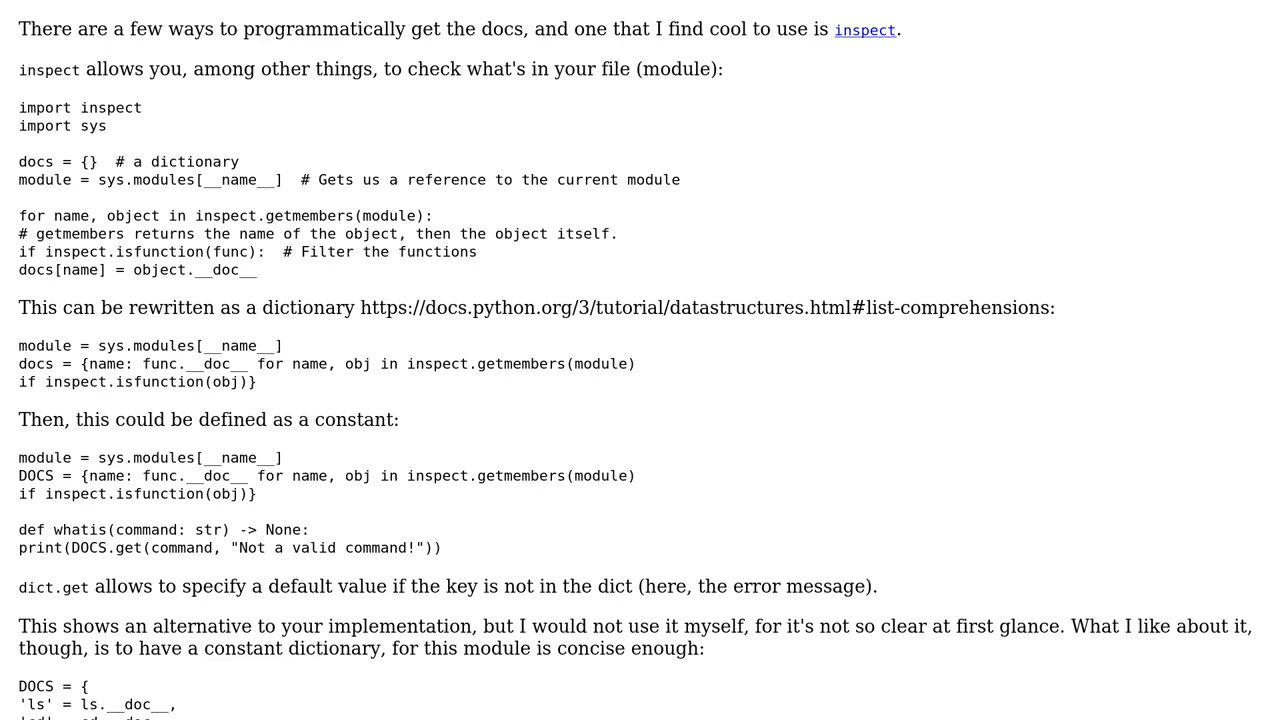 There are a few ways to programmatically get the docs, and one that I find cool to use is inspect.
inspect allows you, among other things, to check what's in your file (module):
import inspect
import sys
docs = {}  # a dictionary
module = sys.modules[__name__]  # Gets us a reference to the current module
for name, object in inspect.getmembers(module):
# getmembers returns the name of the object, then the object itself.
if inspect.isfunction(func):  # Filter the functions
docs[name] = object.__doc__
This can be rewritten as a dictionary https://docs.python.org/3/tutorial/datastructures.html#list-comprehensions:
module = sys.modules[__name__]
docs = {name: func.__doc__ for name, obj in inspect.getmembers(module)
if inspect.isfunction(obj)}
Then, this could be defined as a constant:
module = sys.modules[__name__]
DOCS = {name: func.__doc__ for name, obj in inspect.getmembers(module)
if inspect.isfunction(obj)}
def whatis(command: str) -> None:
print(DOCS.get(command, "Not a valid command!"))
dict.get allows to specify a default value if the key is not in the dict (here, the error message).
This shows an alternative to your implementation, but I would not use it myself, for it's not so clear at first glance. What I like about it,
though, is to have a constant dictionary, for this module is concise enough:
DOCS = {
'ls' = ls.__doc__,